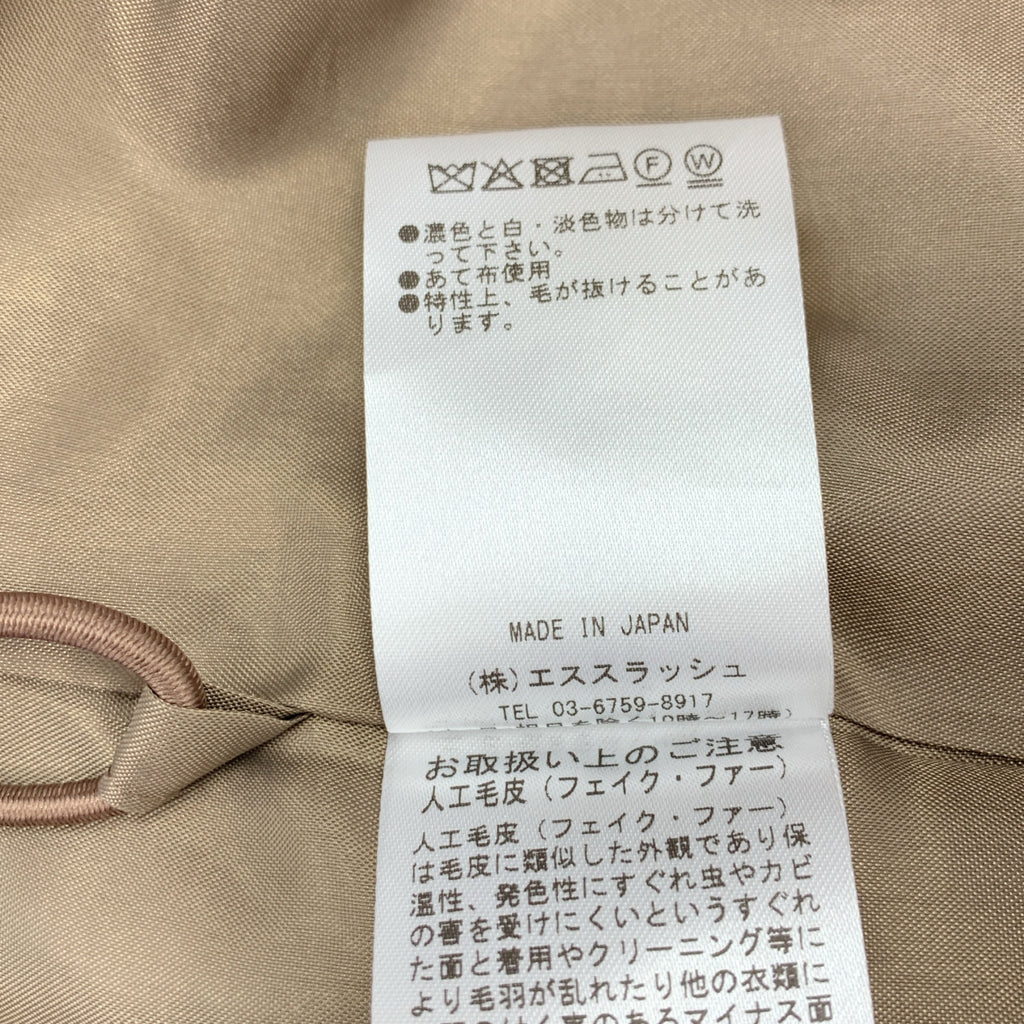 F W
●濃色と白・淡色物は分けて洗
って下さい。
●あて布使用
●特性上、毛が抜けることがあ
ります。
MADE IN JAPAN
(株)エススラッシュ
TEL 03-6759-8917
お取扱い上のご注意
人工毛皮（フェイク・ファー）
人工毛皮（フェイク・ファー）
は毛皮に類似した外観であり保
温性、発色性にすぐれ虫やカビ
の害を受けにくいというすぐれ
た面と着用やクリーニング等に
より毛羽が乱れたり他の衣類に
のあるマイナス面